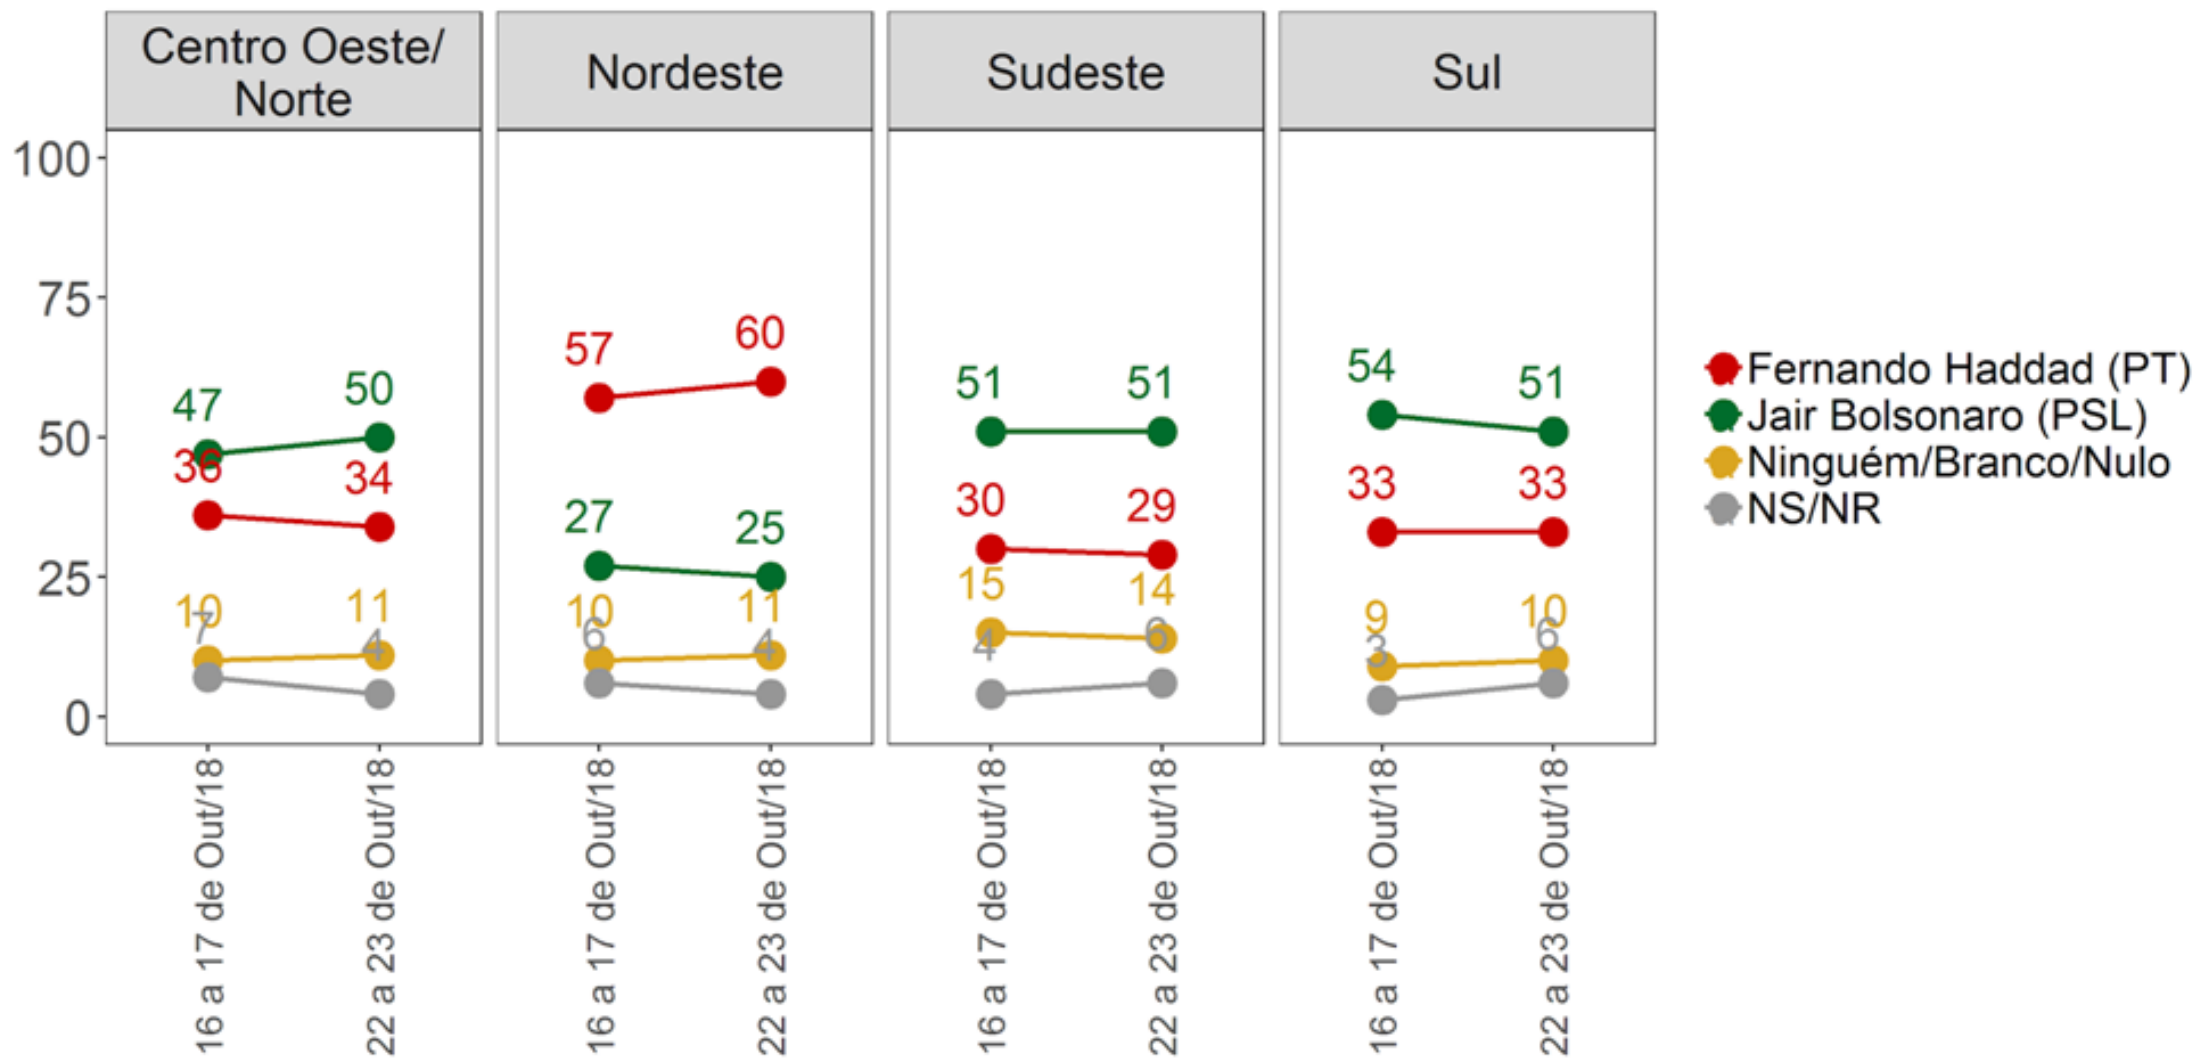 Centro Oeste/
Norte
Nordeste
Sudeste
Sul
100
75
50
25
0
47
50
36
34
10
11
7
4
57
60
27
25
10
11
6
4
51
51
30
29
15
14
4
6
54
51
33
33
9
10
3
6
16 a 17 de Out/18
22 a 23 de Out/18
16 a 17 de Out/18
22 a 23 de Out/18
16 a 17 de Out/18
22 a 23 de Out/18
16 a 17 de Out/18
22 a 23 de Out/18
Fernando Haddad (PT)
Jair Bolsonaro (PSL)
Ninguém/Branco/Nulo
NS/NR